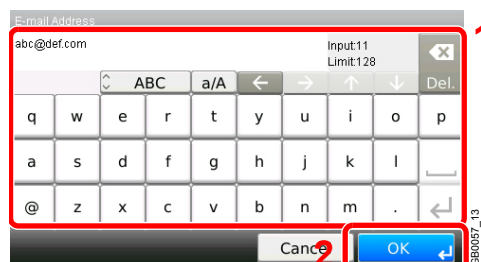 E-mail Address
1
abc@def.com
Input:11
Limit:128
ABC
a/A
Del.
q w e r t y u i o p
a s d f g h j k l
@ z x c v b n m .
Cancel
2
OK
GB0057_13